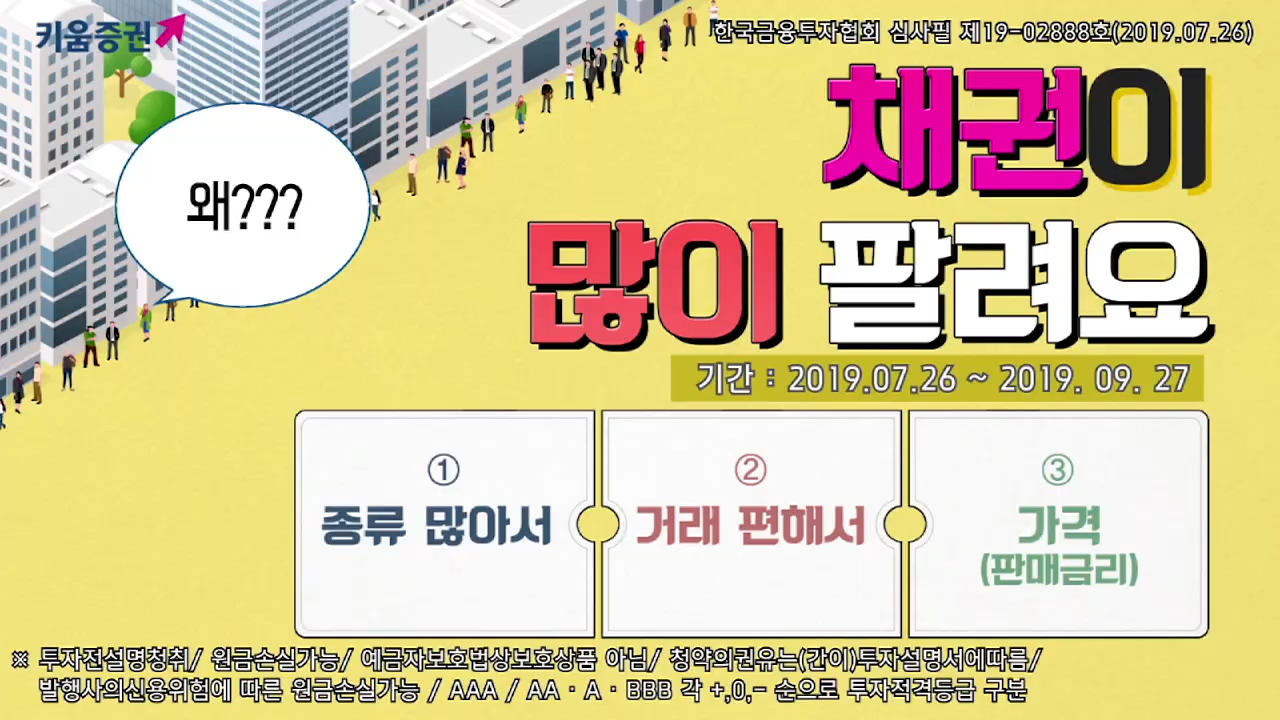 키움증권
한국금융투자협회 심사필 제19-02888호(2019.07.26)
왜???
채권이
많이 팔려요
기간 : 2019.07.26 ~ 2019. 09. 27
①
종류 많아서
②
거래 편해서
③
가격
(판매금리)
※ 투자전설명청취/ 원금손실가능/ 예금자보호법상보호상품 아님/ 청약의권유는(간이)투자설명서에따름/
발행사의신용위험에 따른 원금손실가능 / AAA / AA · A · BBB 각 +,0,- 순으로 투자적격등급 구분